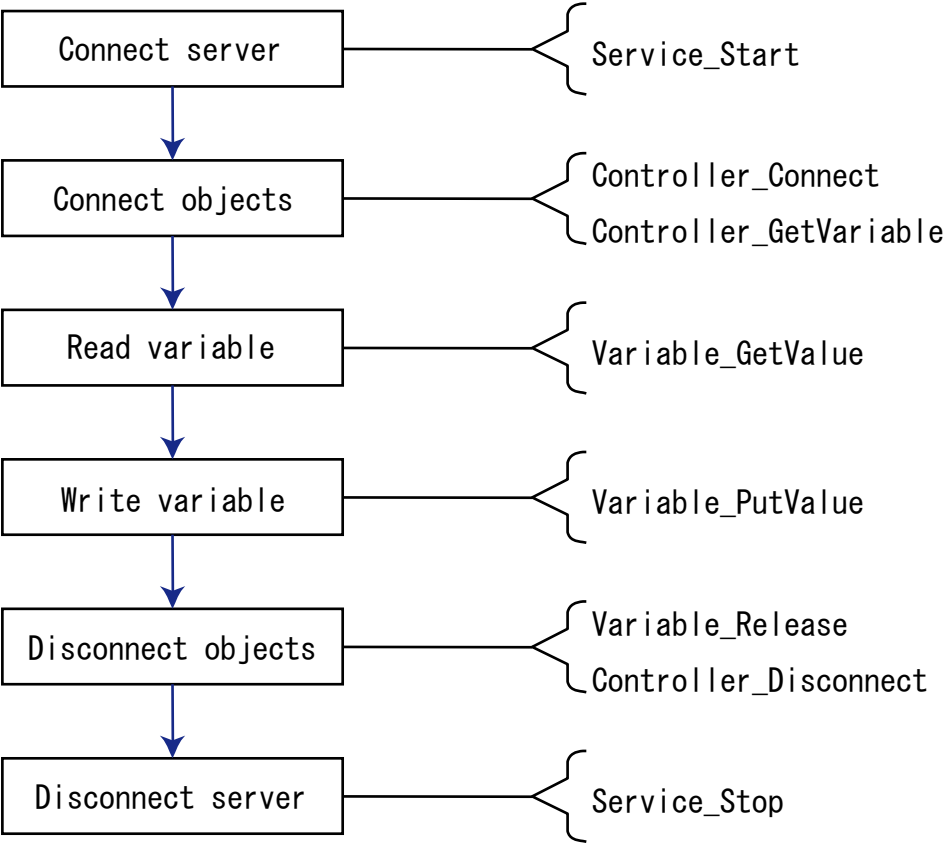 Connect server
Service_Start
Connect objects
Controller_Connect
Controller_GetVariable
Read variable
Variable_GetValue
Write variable
Variable_PutValue
Disconnect objects
Variable_Release
Controller_Disconnect
Disconnect server
Service_Stop